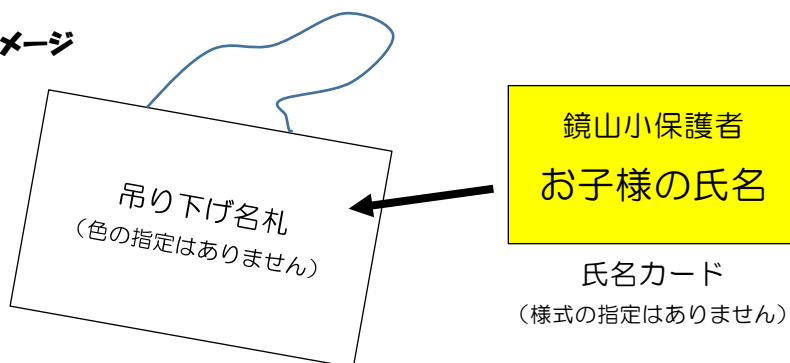 メージ
吊り下げ名札
（色の指定はありません）
鏡山小保護者
お子様の氏名
氏名カード
（様式の指定はありません）